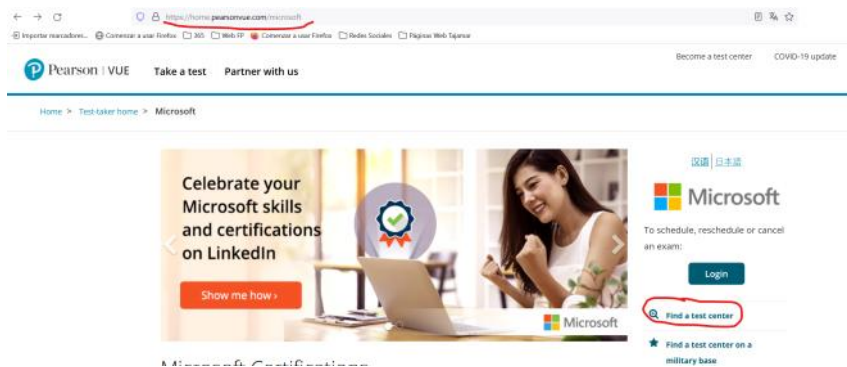 https://home.pearsonvue.com/microsoft
Importar marcadores... Comenzar a usar Firefox 365 Web FP Comenzar a usar Firefox Redes Sociales Páginas Web Tajamar
Become a test center COVID-19 update
Pearson | VUE Take a test Partner with us
Home > Test-taker home > Microsoft
汉语 | 日本語
Celebrate your
Microsoft skills
and certifications
on LinkedIn
Show me how ›
Microsoft
Microsoft
To schedule, reschedule or cancel
an exam:
Login
Find a test center
Find a test center on a
military base
Microsoft Certifications